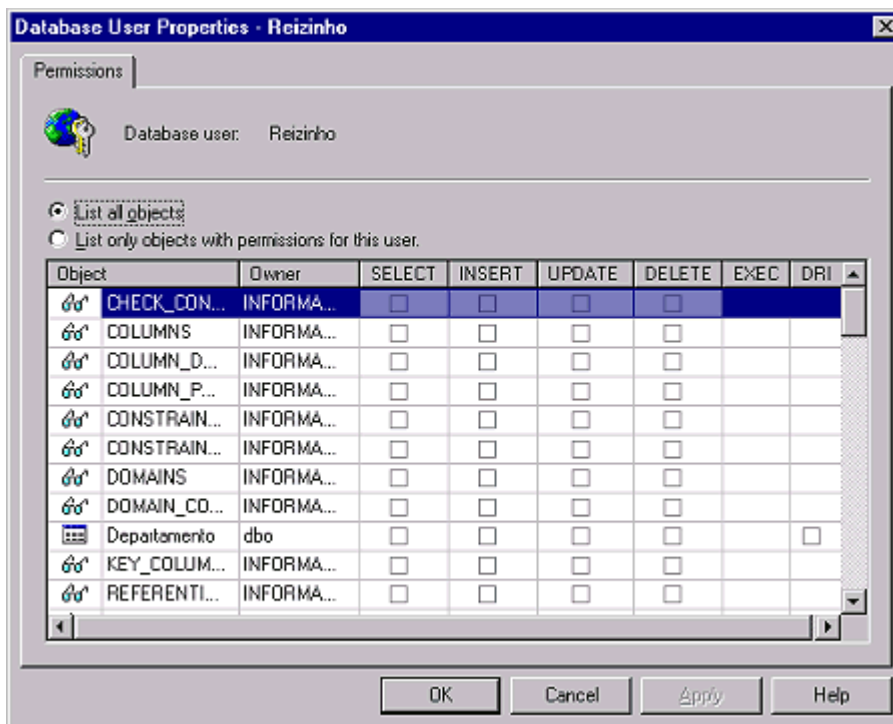 Database User Properties - Reizinho
Permissions
Database user: Reizinho
List all objects
List only objects with permissions for this user.
Object Owner SELECT INSERT UPDATE DELETE EXEC DRI
CHECK_CON... INFORMA...
COLUMNS INFORMA...
COLUMN_D... INFORMA...
COLUMN_P... INFORMA...
CONSTRAIN... INFORMA...
CONSTRAIN... INFORMA...
DOMAINS INFORMA...
DOMAIN_CO... INFORMA...
Departamento dbo
KEY_COLUM... INFORMA...
REFERENTI... INFORMA...
OK Cancel Apply Help